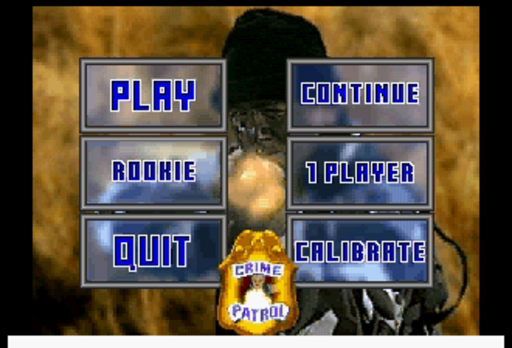 PLAY
CONTINUE
ROOKIE
1 PLAYER
QUIT
CALIBRATE
CRIME
PATROL